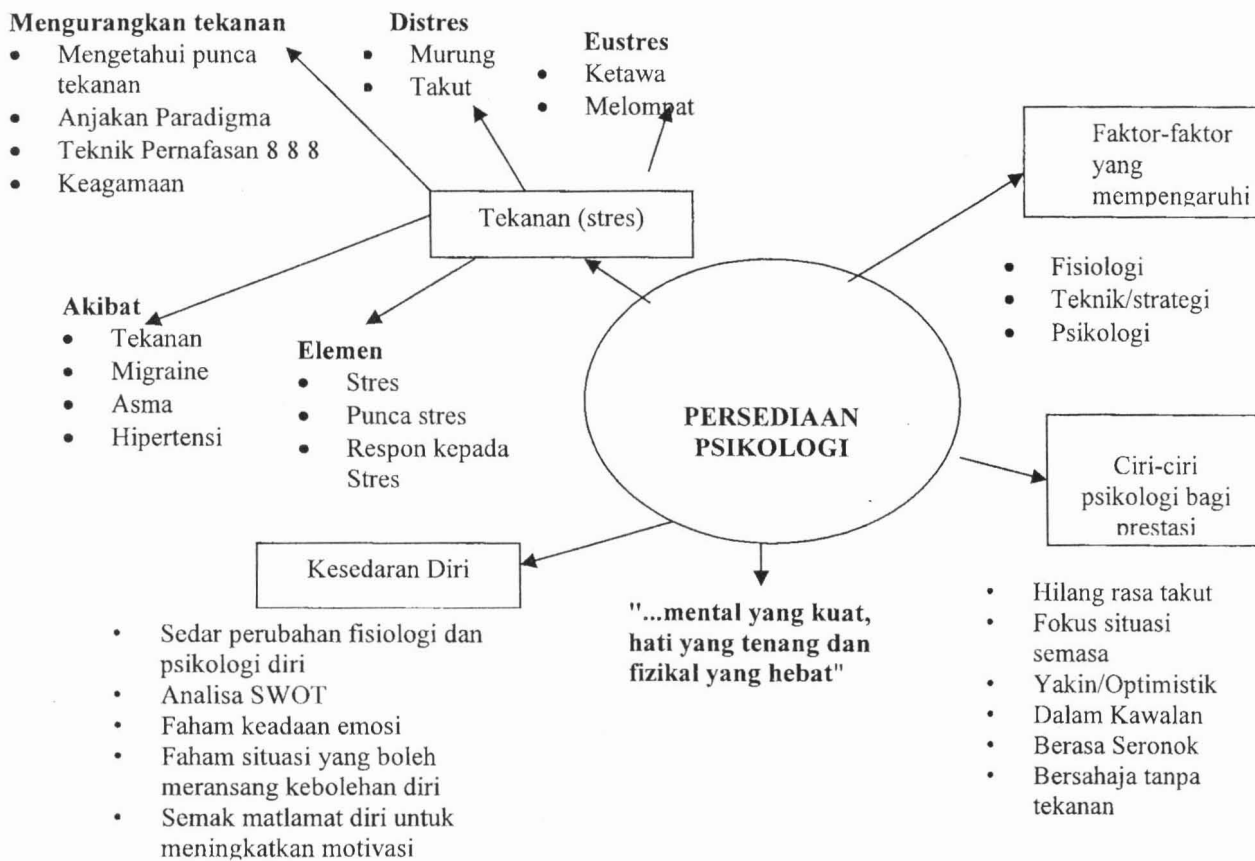 Mengurangkan tekanan
• Mengetahui punca
tekanan
• Anjakan Paradigma
• Teknik Pernafasan 8 8 8
• Keagamaan
Distres
• Murung
• Takut
Eustres
• Ketawa
• Melompat
Tekanan (stres)
Faktor-faktor
yang
mempengaruhi
• Fisiologi
• Teknik/strategi
• Psikologi
Akibat
• Tekanan
• Migraine
• Asma
• Hipertensi
Elemen
• Stres
• Punca stres
• Respon kepada
Stres
PERSEDIAAN
PSIKOLOGI
Ciri-ciri
psikologi bagi
prestasi
• Hilang rasa takut
• Fokus situasi
semasa
• Yakin/Optimistik
• Dalam Kawalan
• Berasa Seronok
• Bersahaja tanpa
tekanan
Kesedaran Diri
• Sedar perubahan fisiologi dan
psikologi diri
• Analisa SWOT
• Faham keadaan emosi
• Faham situasi yang boleh
meransang kebolehan diri
• Semak matlamat diri untuk
meningkatkan motivasi
"...mental yang kuat,
hati yang tenang dan
fizikal yang hebat"